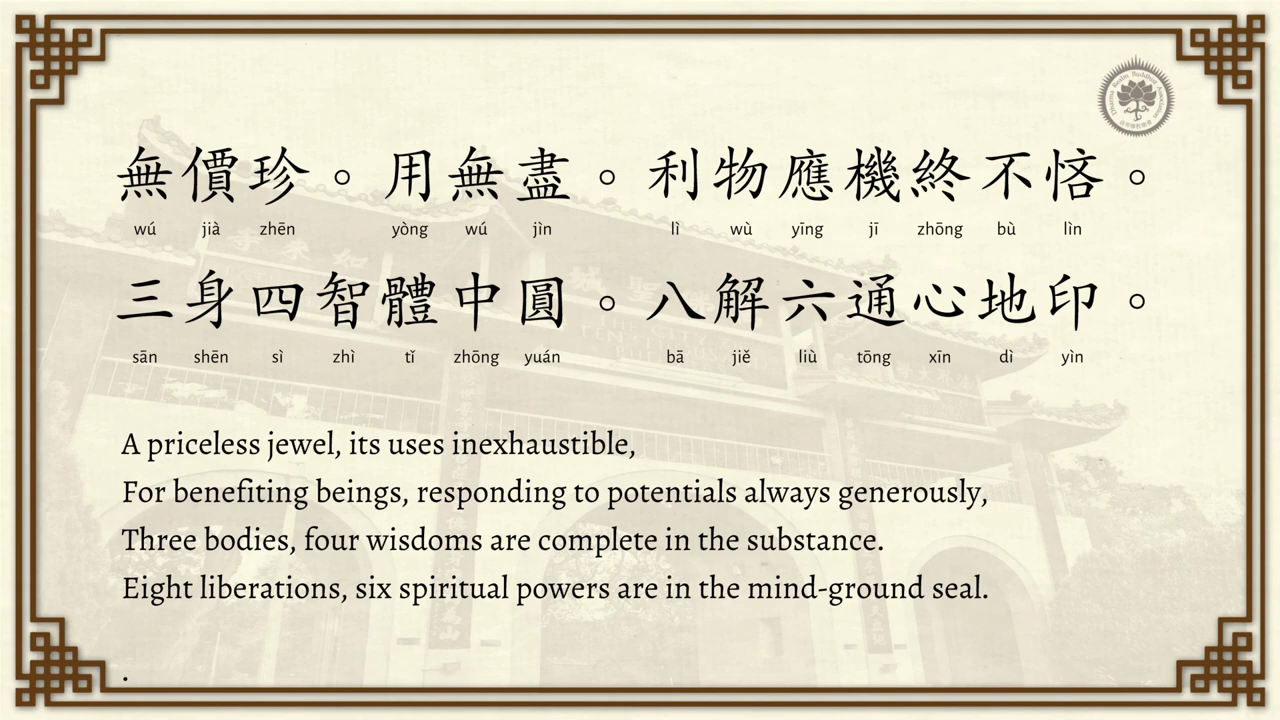 無價珍。用無盡。利物應機終不悋。
wú jià zhēn yòng wú jìn lì wù yīng jī zhōng bù lìn
三身四智體中圓。八解六通心地印。
sān shēn sì zhì tǐ zhōng yuán bā jiě liù tōng xīn dì yìn
A priceless jewel, its uses inexhaustible,
For benefiting beings, responding to potentials always generously,
Three bodies, four wisdoms are complete in the substance.
Eight liberations, six spiritual powers are in the mind-ground seal.
.
Dharma Realm Buddhist Association